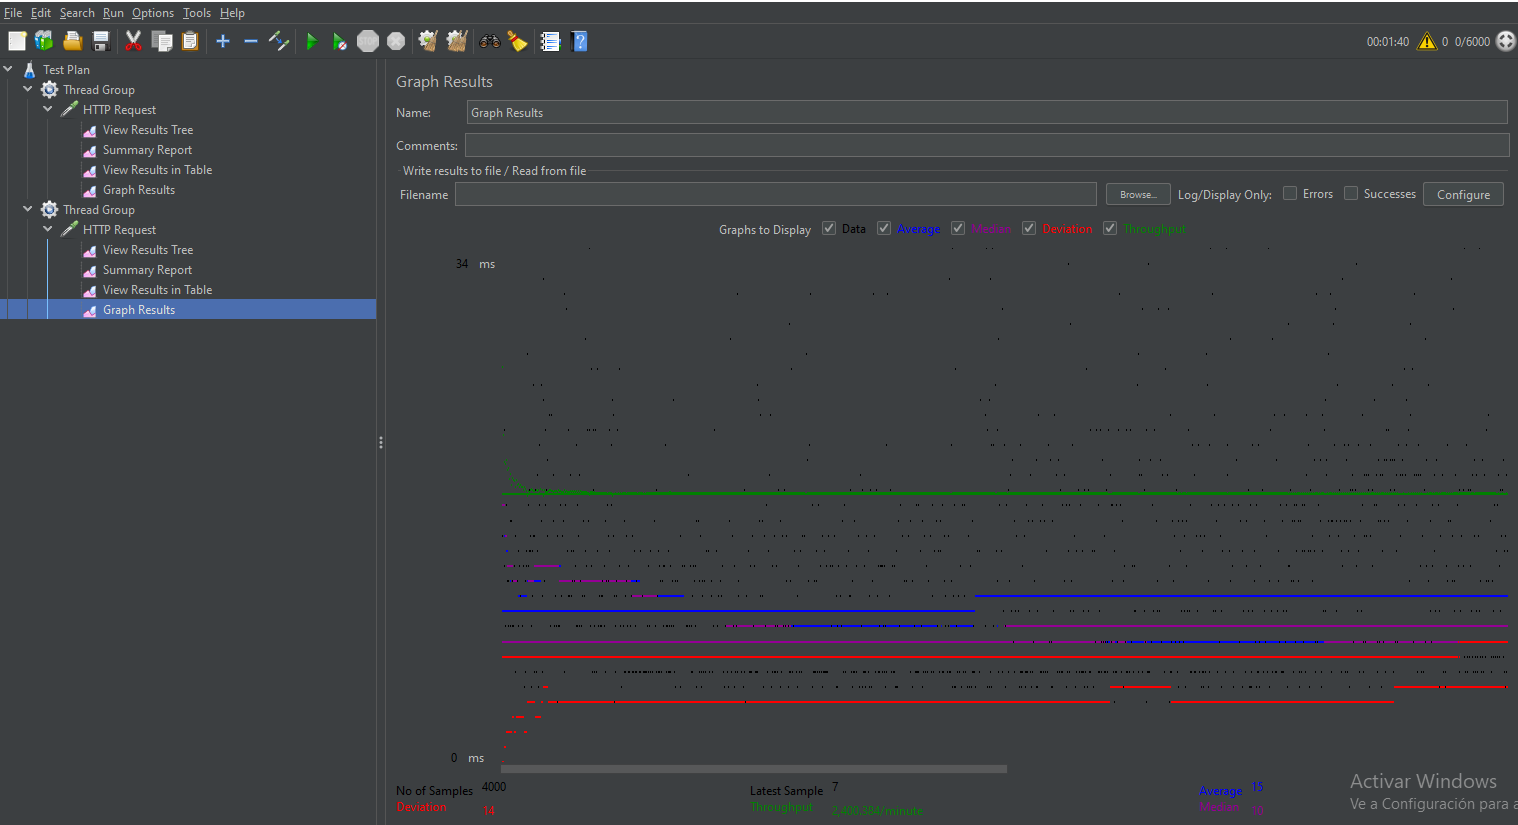 File Edit Search Run Options Tools Help
00:01:40 0 0/6000
Test Plan
Thread Group
HTTP Request
View Results Tree
Summary Report
View Results in Table
Graph Results
Thread Group
HTTP Request
View Results Tree
Summary Report
View Results in Table
Graph Results
Graph Results
Name: Graph Results
Comments:
Write results to file / Read from file
Filename Browse... Log/Display Only: Errors Successes Configure
Graphs to Display Data Average Median Deviation Throughput
34 ms
0 ms
No of Samples 4000 Latest Sample 7 Average 15
Deviation 14 Throughput 2,400.384/minute Median 10
Activar Windows
Ve a Configuración para